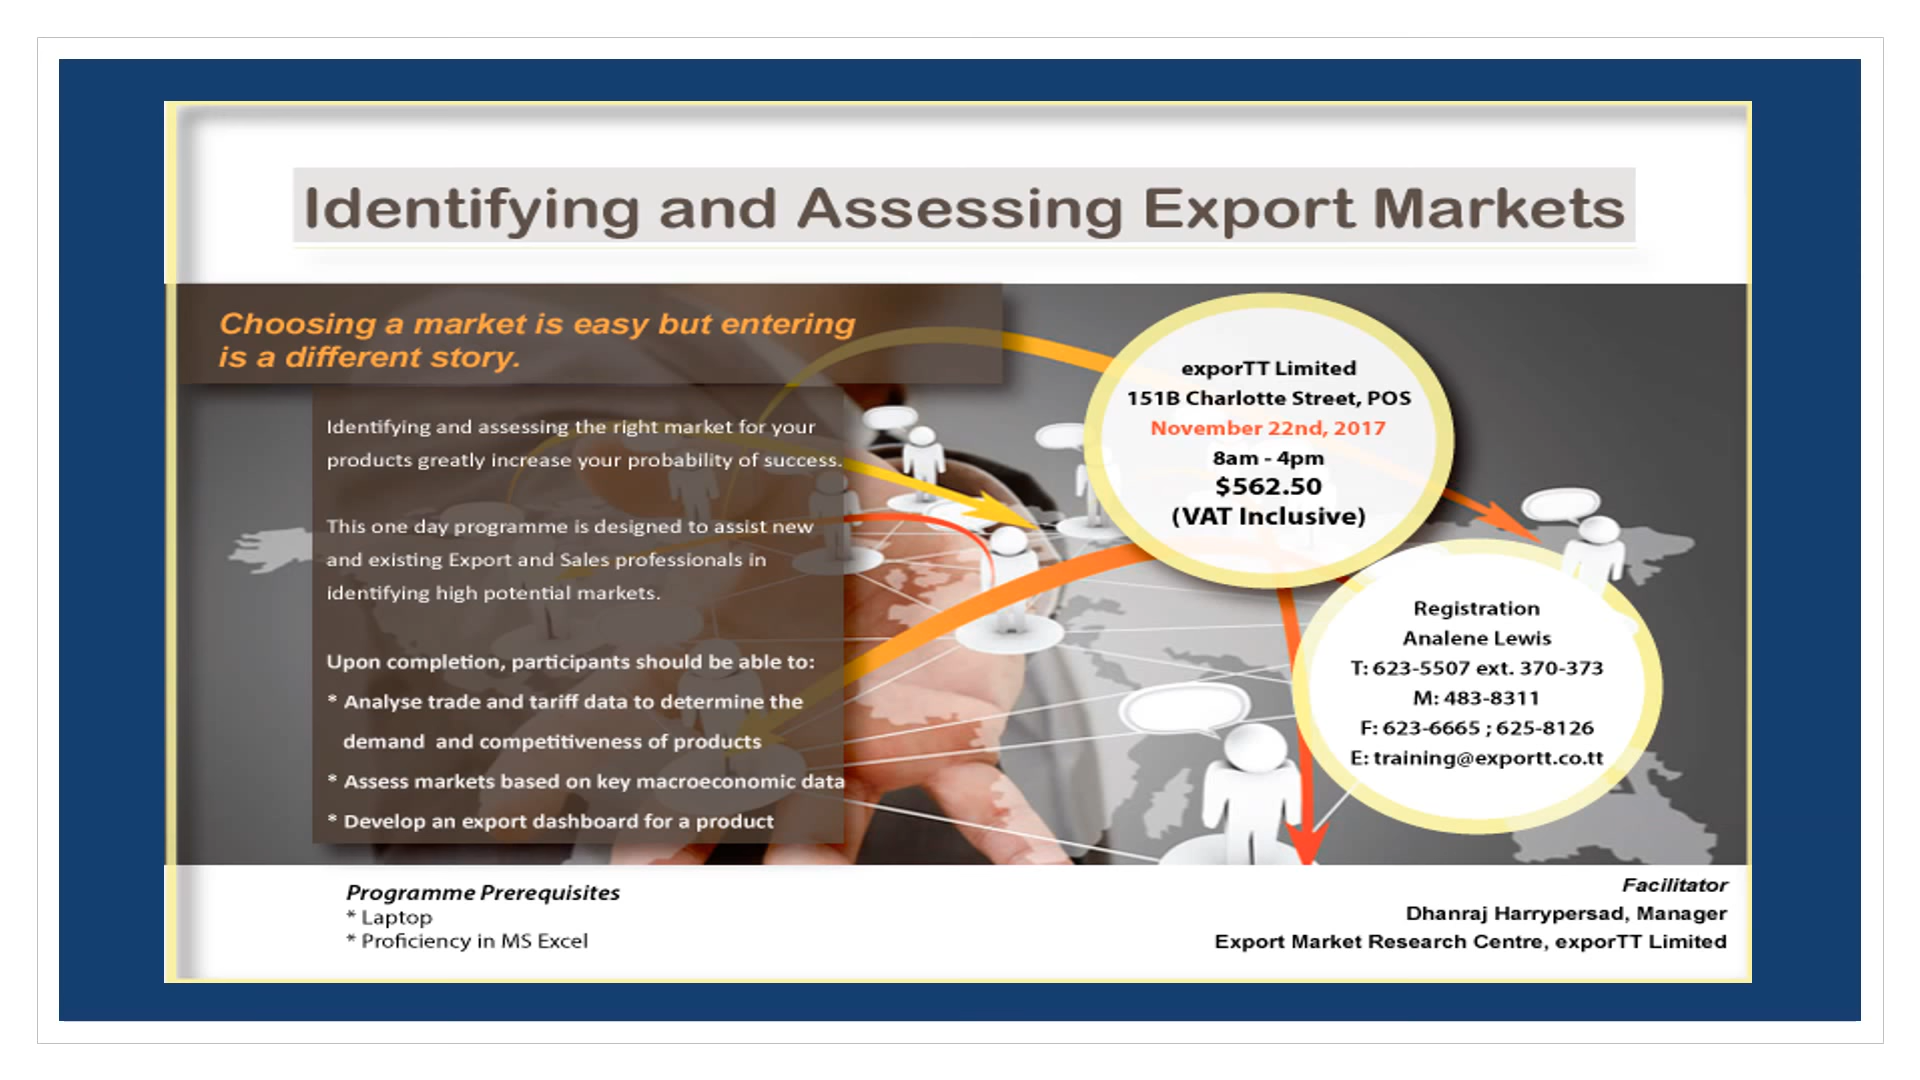 Identifying and Assessing Export Markets
Choosing a market is easy but entering
is a different story.
Identifying and assessing the right market for your
products greatly increase your probability of success.
This one day programme is designed to assist new
and existing Export and Sales professionals in
identifying high potential markets.
Upon completion, participants should be able to:
* Analyse trade and tariff data to determine the
demand and competitiveness of products
* Assess markets based on key macroeconomic data
* Develop an export dashboard for a product
exporTT Limited
151B Charlotte Street, POS
November 22nd, 2017
8am - 4pm
$562.50
(VAT Inclusive)
Registration
Analene Lewis
T: 623-5507 ext. 370-373
M: 483-8311
F: 623-6665 ; 625-8126
E: training@exportt.co.tt
Programme Prerequisites
* Laptop
* Proficiency in MS Excel
Facilitator
Dhanraj Harrypersad, Manager
Export Market Research Centre, exporTT Limited